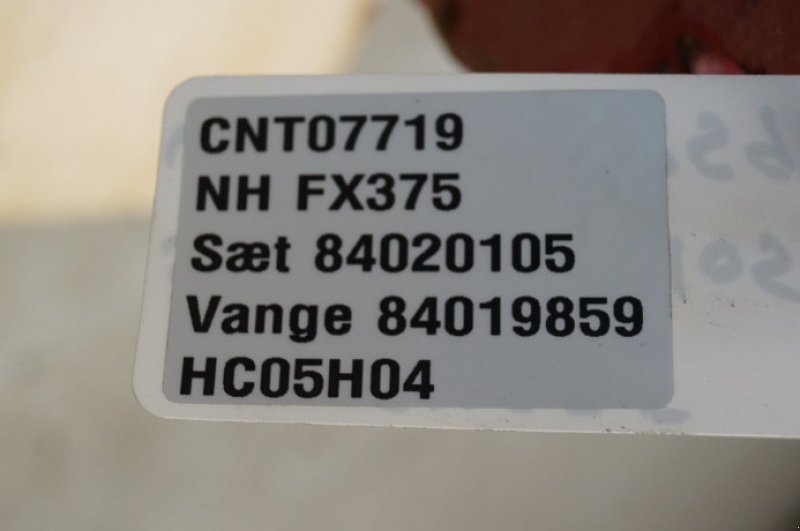 CNT07719
NH FX375
Sæt 84020105
Vange 84019859
HC05H04